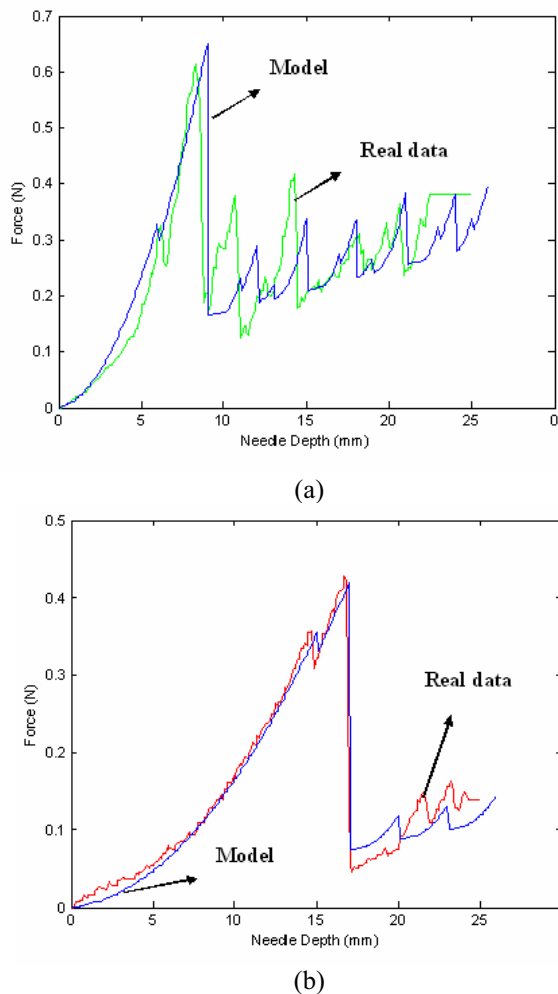 0.7
0.6
Model
0.5
Real data
Force (N)
0.4
0.3
0.2
0.1
0
0 5 10 15 20 25 0
Needle Depth (mm)
(a)
0.5
0.4
Real data
Force (N)
0.3
0.2
0.1
Model
0
0 5 10 15 20 25
Needle Depth (mm)
(b)